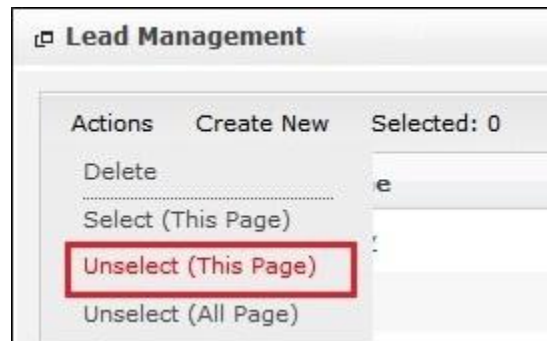 Lead Management
Actions Create New Selected: 0
Delete
Select (This Page)
Unselect (This Page)
Unselect (All Page)